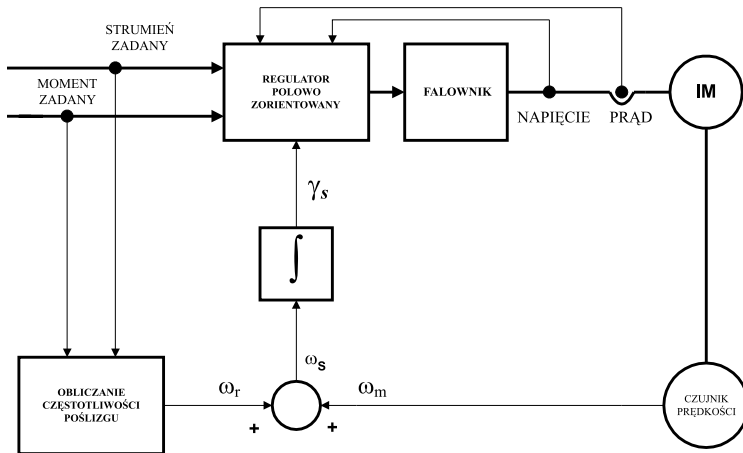 STRUMIEŃ
ZADANY
MOMENT
ZADANY
REGULATOR
POLOWO
ZORIENTOWANY
FALOWNIK
NAPIĘCIE
PRĄD
IM
γs
∫
ωs
OBLICZANIE
CZĘSTOTLIWOŚCI
POŚLIZGU
ωr
+
+
ωm
CZUJNIK
PRĘDKOŚCI